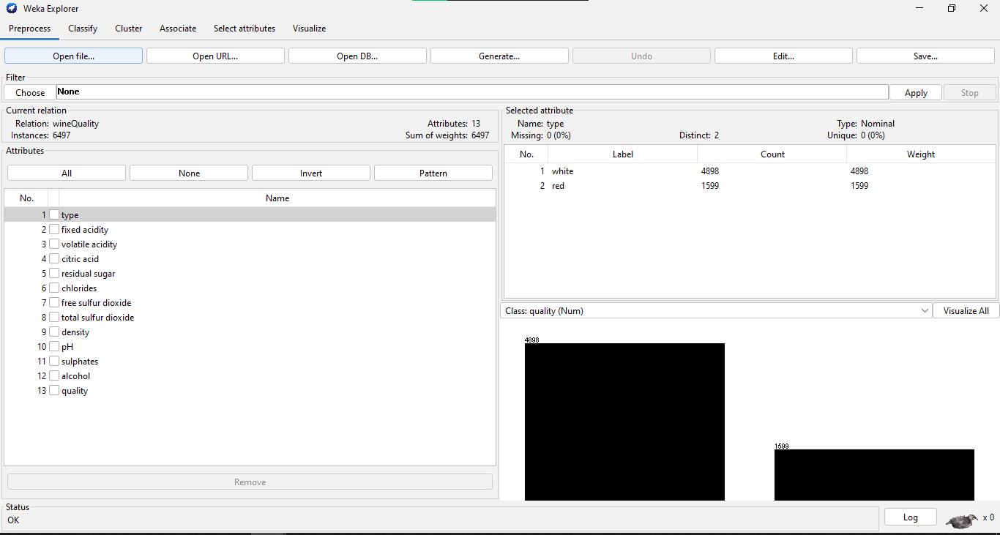 Weka Explorer
Preprocess Classify Cluster Associate Select attributes Visualize
Open file... Open URL... Open DB... Generate... Undo Edit... Save...
Filter
Choose None Apply Stop
Current relation
Relation: wineQuality Attributes: 13
Instances: 6497 Sum of weights: 6497
Attributes
All None Invert Pattern
No. Name
1 type
2 fixed acidity
3 volatile acidity
4 citric acid
5 residual sugar
6 chlorides
7 free sulfur dioxide
8 total sulfur dioxide
9 density
10 pH
11 sulphates
12 alcohol
13 quality
Remove
Selected attribute
Name: type Type: Nominal
Missing: 0 (0%) Distinct: 2 Unique: 0 (0%)
No. Label Count Weight
1 white 4898 4898
2 red 1599 1599
Class: quality (Num) Visualize All
4898
1599
Status
OK
Log x 0